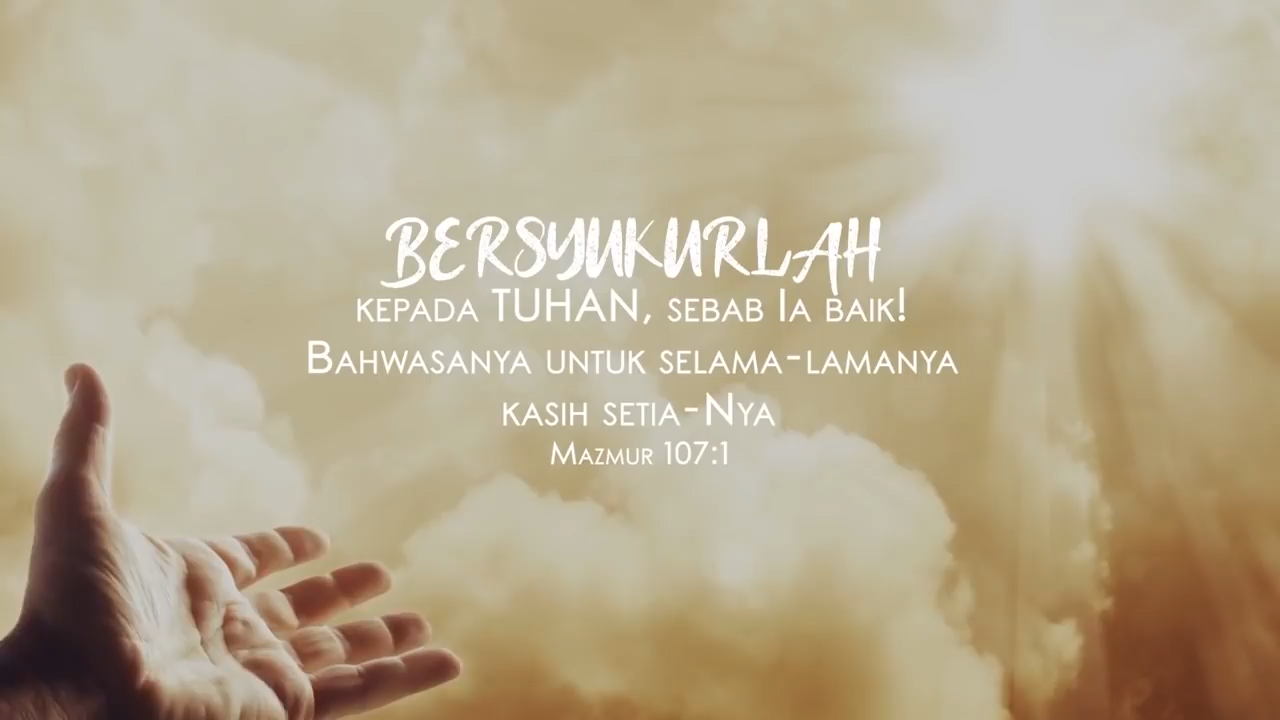 BERSYUKURLAH
KEPADA TUHAN, SEBAB IA BAIK!
BAHWASANYA UNTUK SELAMA-LAMANYA
KASIH SETIA-NYA
MAZMUR 107:1